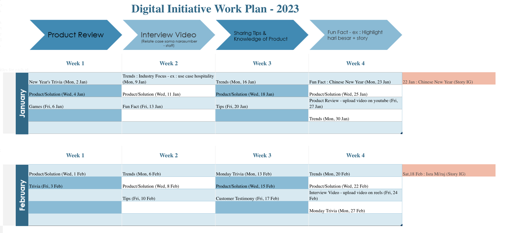 Digital Initiative Work Plan - 2023
Product Review
Interview Video
Sharing Tips &
Knowledge of Product
Fun Fact - ex : Highlight
hari besar + story
Week 1
Week 2
Week 3
Week 4
January
New Year's Trivia (Mon, 2 Jan)
Trends : Industry Focus - ex : use case hospitality
(Mon, 9 Jan)
Trends (Mon, 16 Jan)
Fun Fact : Chinese New Year (Mon, 23 Jan)
22 Jan : Chinese New Year (Story IG)
Product/Solution (Wed, 4 Jan)
Product/Solution (Wed, 11 Jan)
Product/Solution (Wed, 18 Jan)
Product/Solution (Wed, 25 Jan)
Games (Fri, 6 Jan)
Fun Fact (Fri, 13 Jan)
Tips (Fri, 20 Jan)
Product Review - upload video on youtube (Fri,
27 Jan)
Trends (Mon, 30 Jan)
Week 1
Week 2
Week 3
Week 4
February
Product/Solution (Wed, 1 Feb)
Trends (Mon, 6 Feb)
Monday Trivia (Mon, 13 Feb)
Trends (Mon, 20 Feb)
Sat,18 Feb : Isra Mi'raj (Story IG)
Trivia (Fri, 3 Feb)
Product/Solution (Wed, 8 Feb)
Product/Solution (Wed, 15 Feb)
Product/Solution (Wed, 22 Feb)
Tips (Fri, 10 Feb)
Customer Testimony (Fri, 17 Feb)
Interview Video - upload video on reels (Fri, 24
Feb)
Monday Trivia (Mon, 27 Feb)